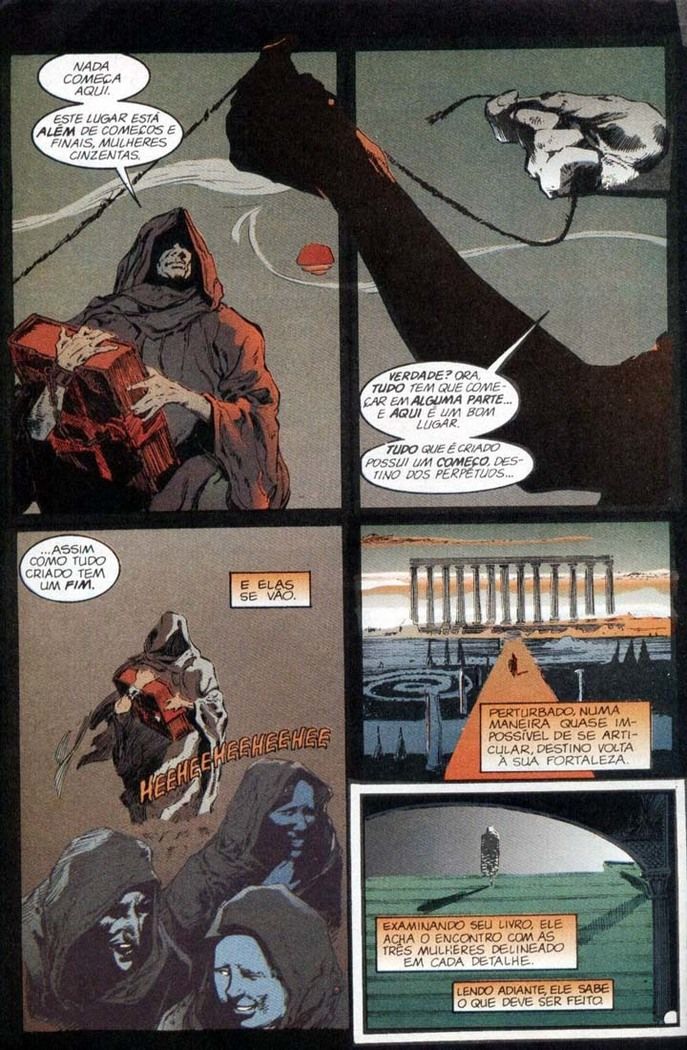 NADA
COMEÇA
AQUI.
ESTE LUGAR ESTÁ
ALÉM DE COMEÇOS E
FINAIS, MULHERES
CINZENTAS.
VERDADE? ORA,
TUDO TEM QUE COME-
ÇAR EM ALGUMA PARTE...
E AQUI É UM BOM
LUGAR.
TUDO QUE É CRIADO
POSSUI UM COMEÇO, DES-
TINO DOS PERPÉTUOS...
...ASSIM
COMO TUDO
CRIADO TEM
UM FIM.
E ELAS
SE VÃO.
HEEHEEHEEHEEHEE
PERTURBADO, NUMA
MANEIRA QUASE IM-
POSSÍVEL DE SE ARTI-
CULAR, DESTINO VOLTA
À SUA FORTALEZA.
EXAMINANDO SEU LIVRO, ELE
ACHA O ENCONTRO COM AS
TRÊS MULHERES DELINEADO
EM CADA DETALHE.
LENDO ADIANTE, ELE SABE
O QUE DEVE SER FEITO.